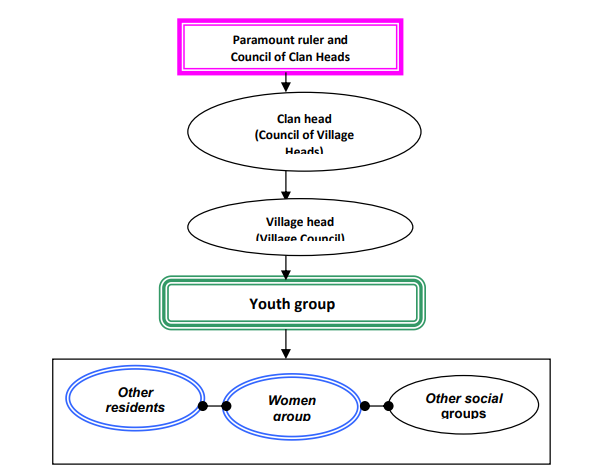 Paramount ruler and
Council of Clan Heads
Clan head
(Council of Village
Heads)
Village head
(Village Council)
Youth group
Other
residents
Women
group
Other social
groups